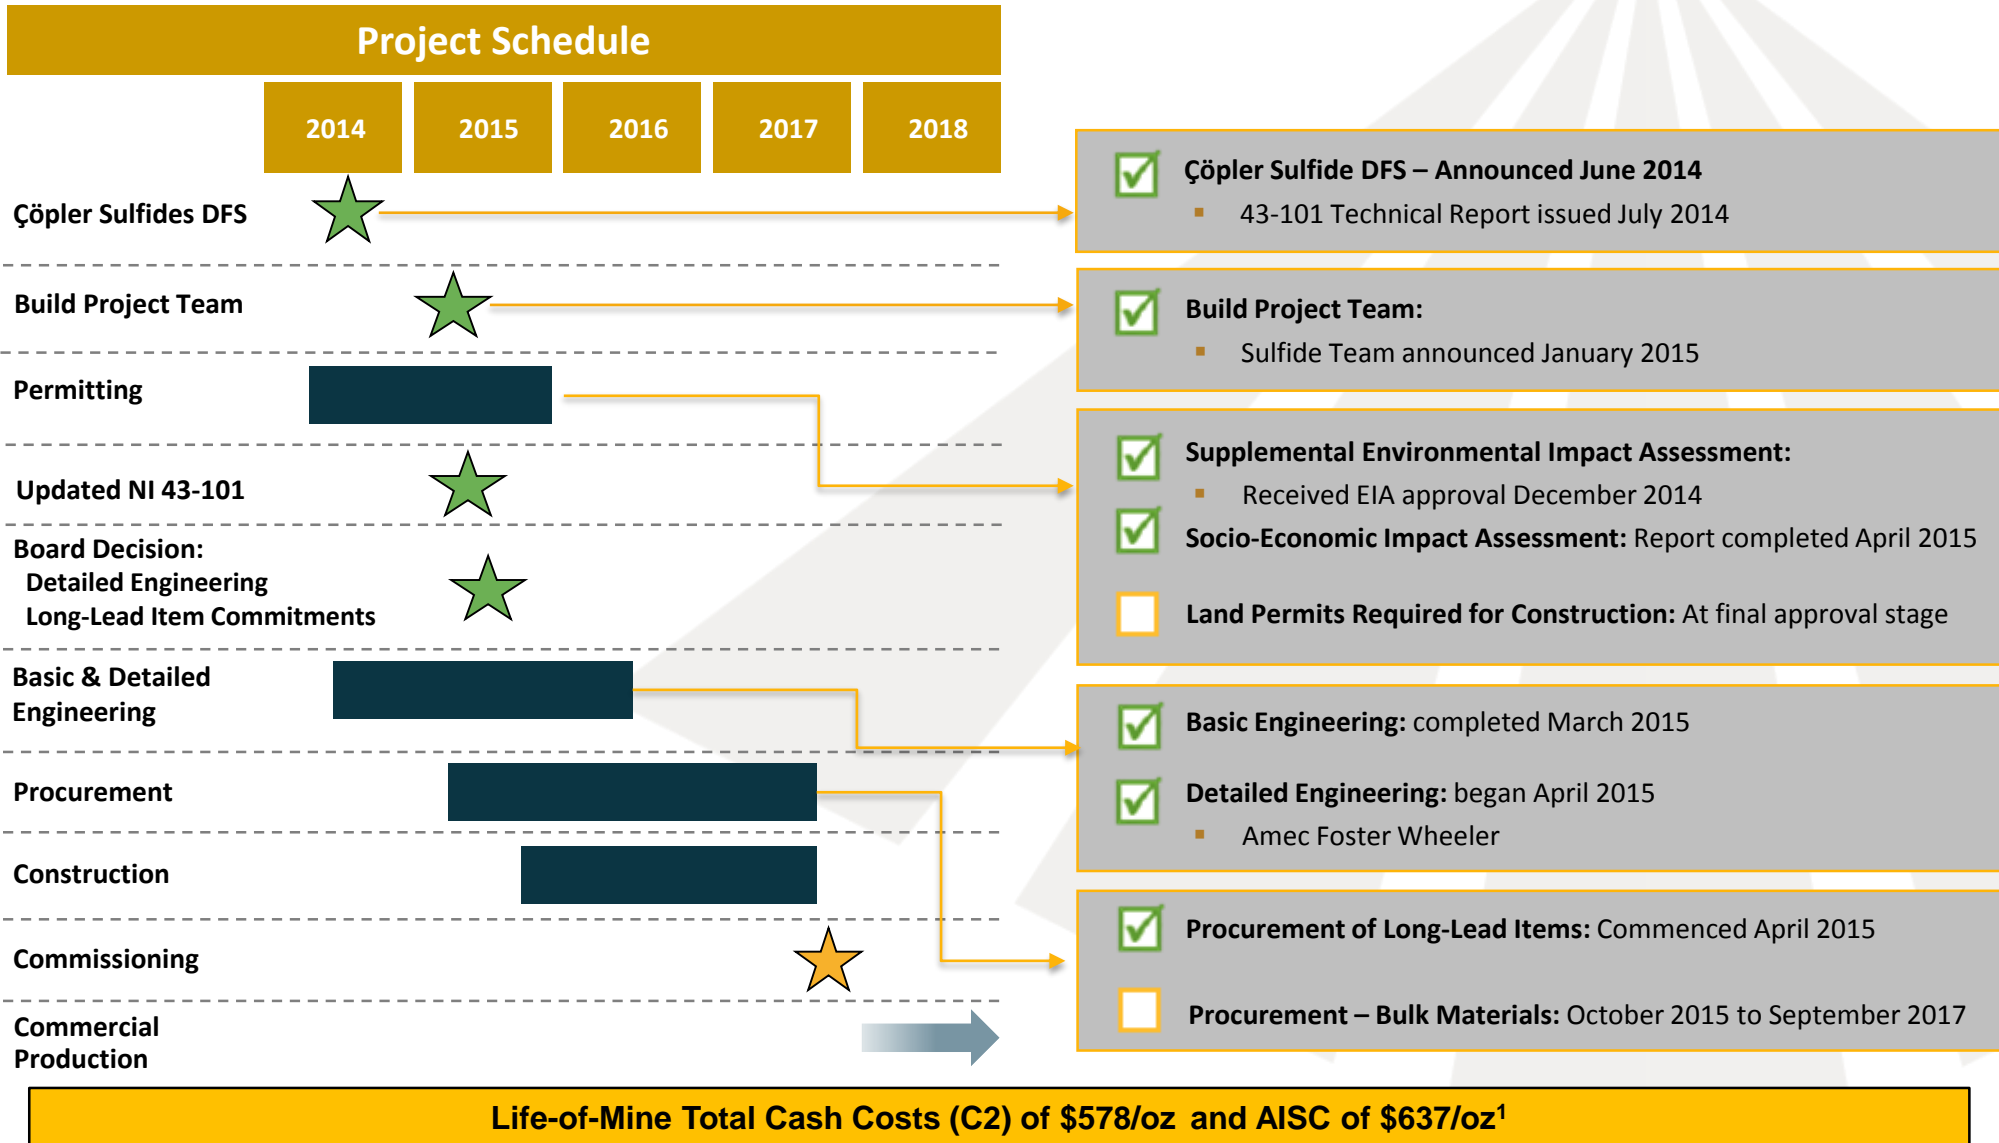 Project Schedule
2014 2015 2016 2017 2018
Çöpler Sulfides DFS
Build Project Team
Permitting
Updated NI 43-101
Board Decision:
Detailed Engineering
Long-Lead Item Commitments
Basic & Detailed
Engineering
Procurement
Construction
Commissioning
Commercial
Production
Çöpler Sulfide DFS – Announced June 2014
▪ 43-101 Technical Report issued July 2014
Build Project Team:
▪ Sulfide Team announced January 2015
Supplemental Environmental Impact Assessment:
▪ Received EIA approval December 2014
Socio-Economic Impact Assessment: Report completed April 2015
Land Permits Required for Construction: At final approval stage
Basic Engineering: completed March 2015
Detailed Engineering: began April 2015
▪ Amec Foster Wheeler
Procurement of Long-Lead Items: Commenced April 2015
Procurement – Bulk Materials: October 2015 to September 2017
Life-of-Mine Total Cash Costs (C2) of $578/oz and AISC of $637/oz¹